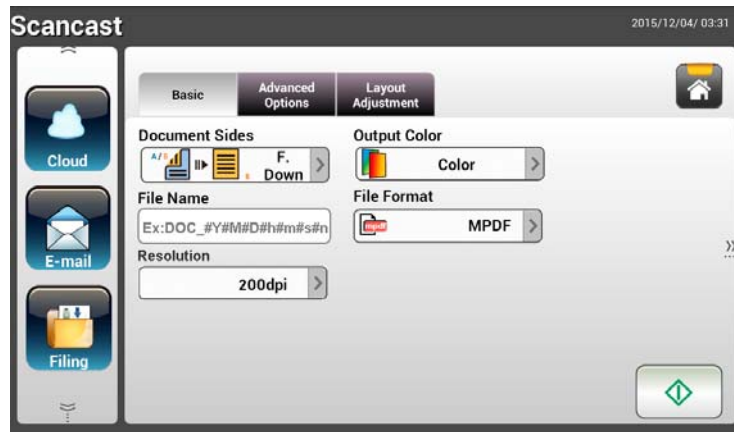 Scancast
2015/12/04/ 03:31
Basic
Advanced
Options
Layout
Adjustment
Cloud
E-mail
Filing
Document Sides
A/B
F.
Down
Output Color
Color
File Name
Ex:DOC_#Y#M#D#h#m#s#n
File Format
mpdf
MPDF
Resolution
200dpi